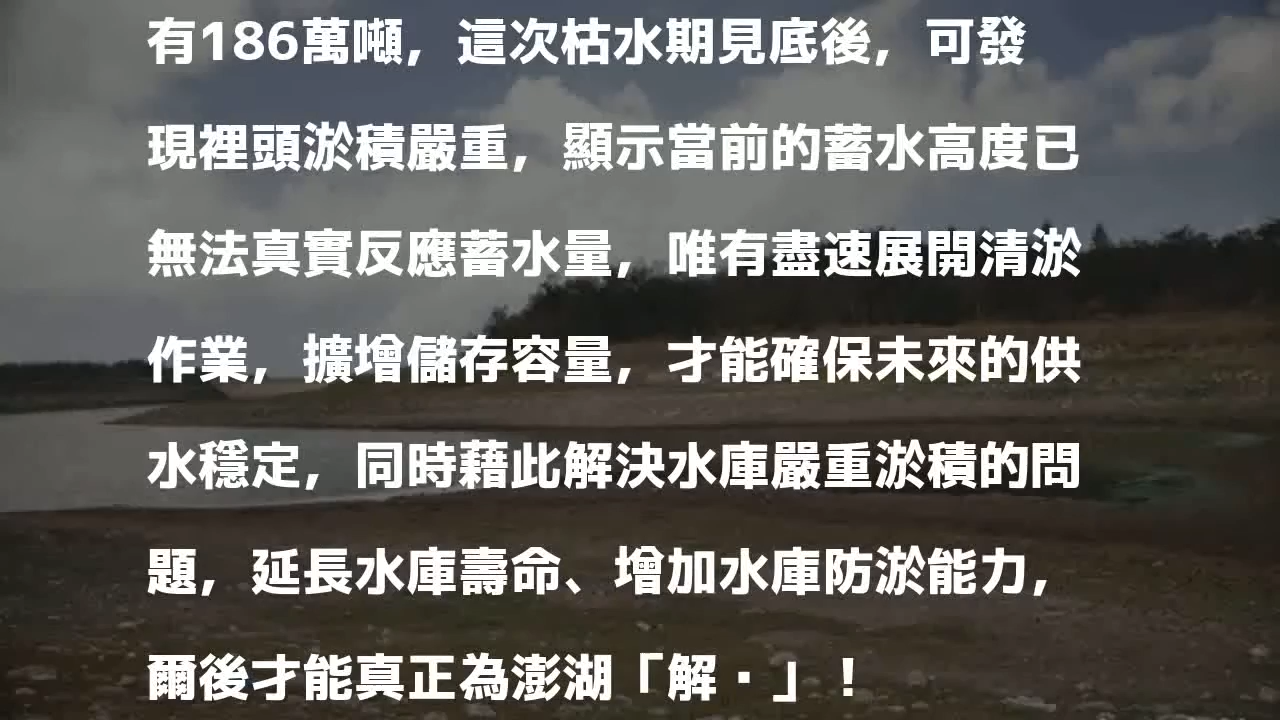 有186萬噸，這次枯水期見底後，可發
現裡頭淤積嚴重，顯示當前的蓄水高度已
無法真實反應蓄水量，唯有盡速展開清淤
作業，擴增儲存容量，才能確保未來的供
水穩定，同時藉此解決水庫嚴重淤積的問
題，延長水庫壽命、增加水庫防淤能力，
爾後才能真正為澎湖「解▪」！